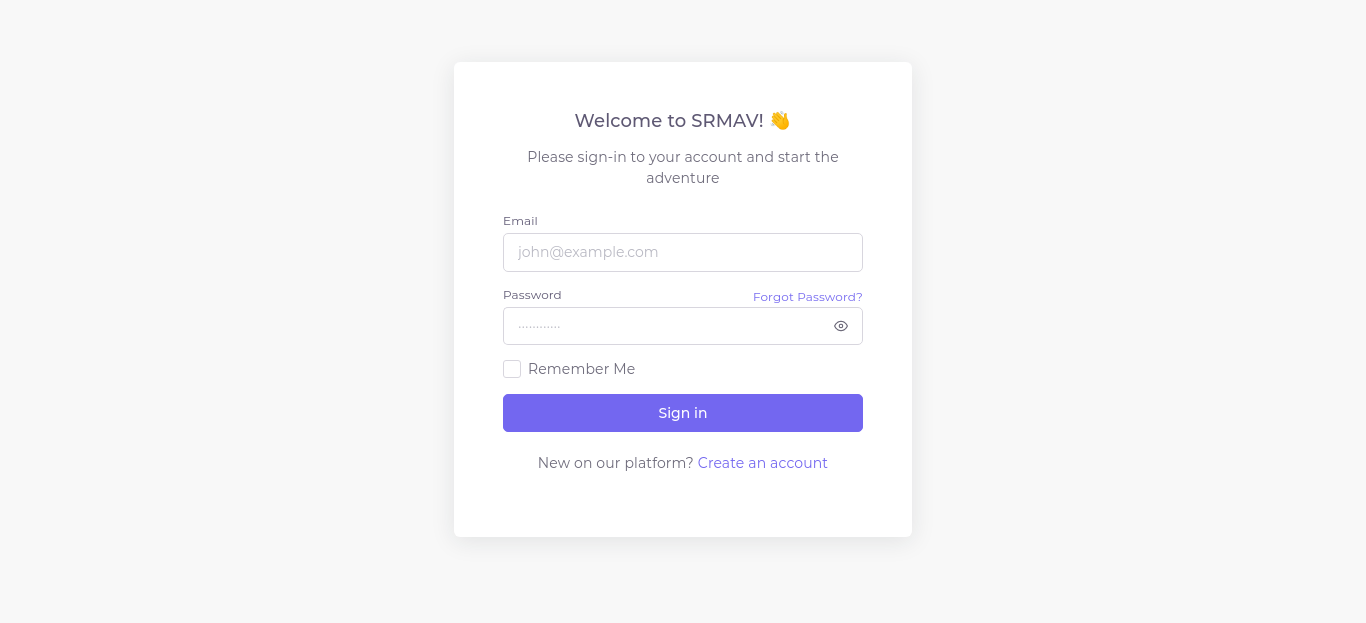 Welcome to SRMAV! 👋
Please sign-in to your account and start the
adventure
Email
john@example.com
Password
Forgot Password?
············
Remember Me
Sign in
New on our platform? Create an account